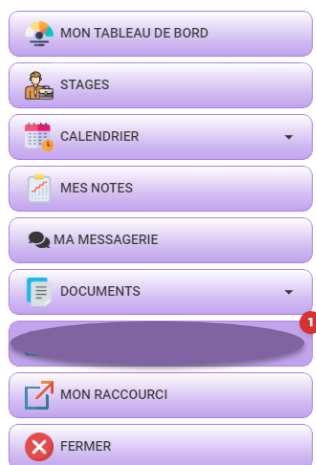 MON TABLEAU DE BORD
STAGES
CALENDRIER
MES NOTES
MA MESSAGERIE
DOCUMENTS
1
MON RACCOURCI
FERMER